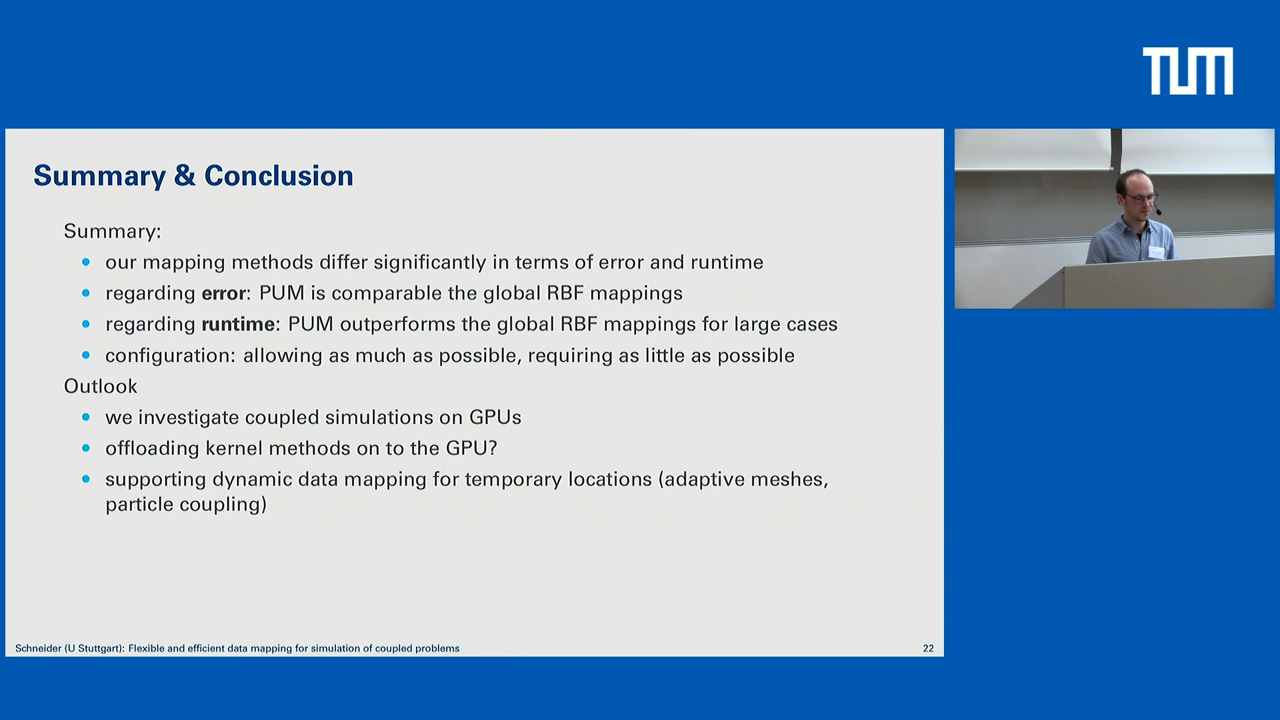 TUM
Summary & Conclusion
Summary:
our mapping methods differ significantly in terms of error and runtime
regarding error: PUM is comparable the global RBF mappings
regarding runtime: PUM outperforms the global RBF mappings for large cases
configuration: allowing as much as possible, requiring as little as possible
Outlook
we investigate coupled simulations on GPUs
offloading kernel methods on to the GPU?
supporting dynamic data mapping for temporary locations (adaptive meshes,
particle coupling)
Schneider (U Stuttgart): Flexible and efficient data mapping for simulation of coupled problems
22